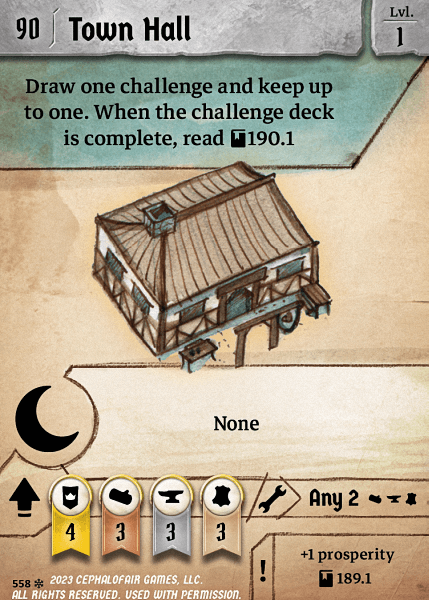 90 Town Hall
Lvl.
1
Draw one challenge and keep up
to one. When the challenge deck
is complete, read 190.1
None
4 3 3 3
Any 2
+1 prosperity
! 189.1
558 ✻ 2023 CEPHALOFAIR GAMES, LLC.
ALL RIGHTS RESERVED. USED WITH PERMISSION.